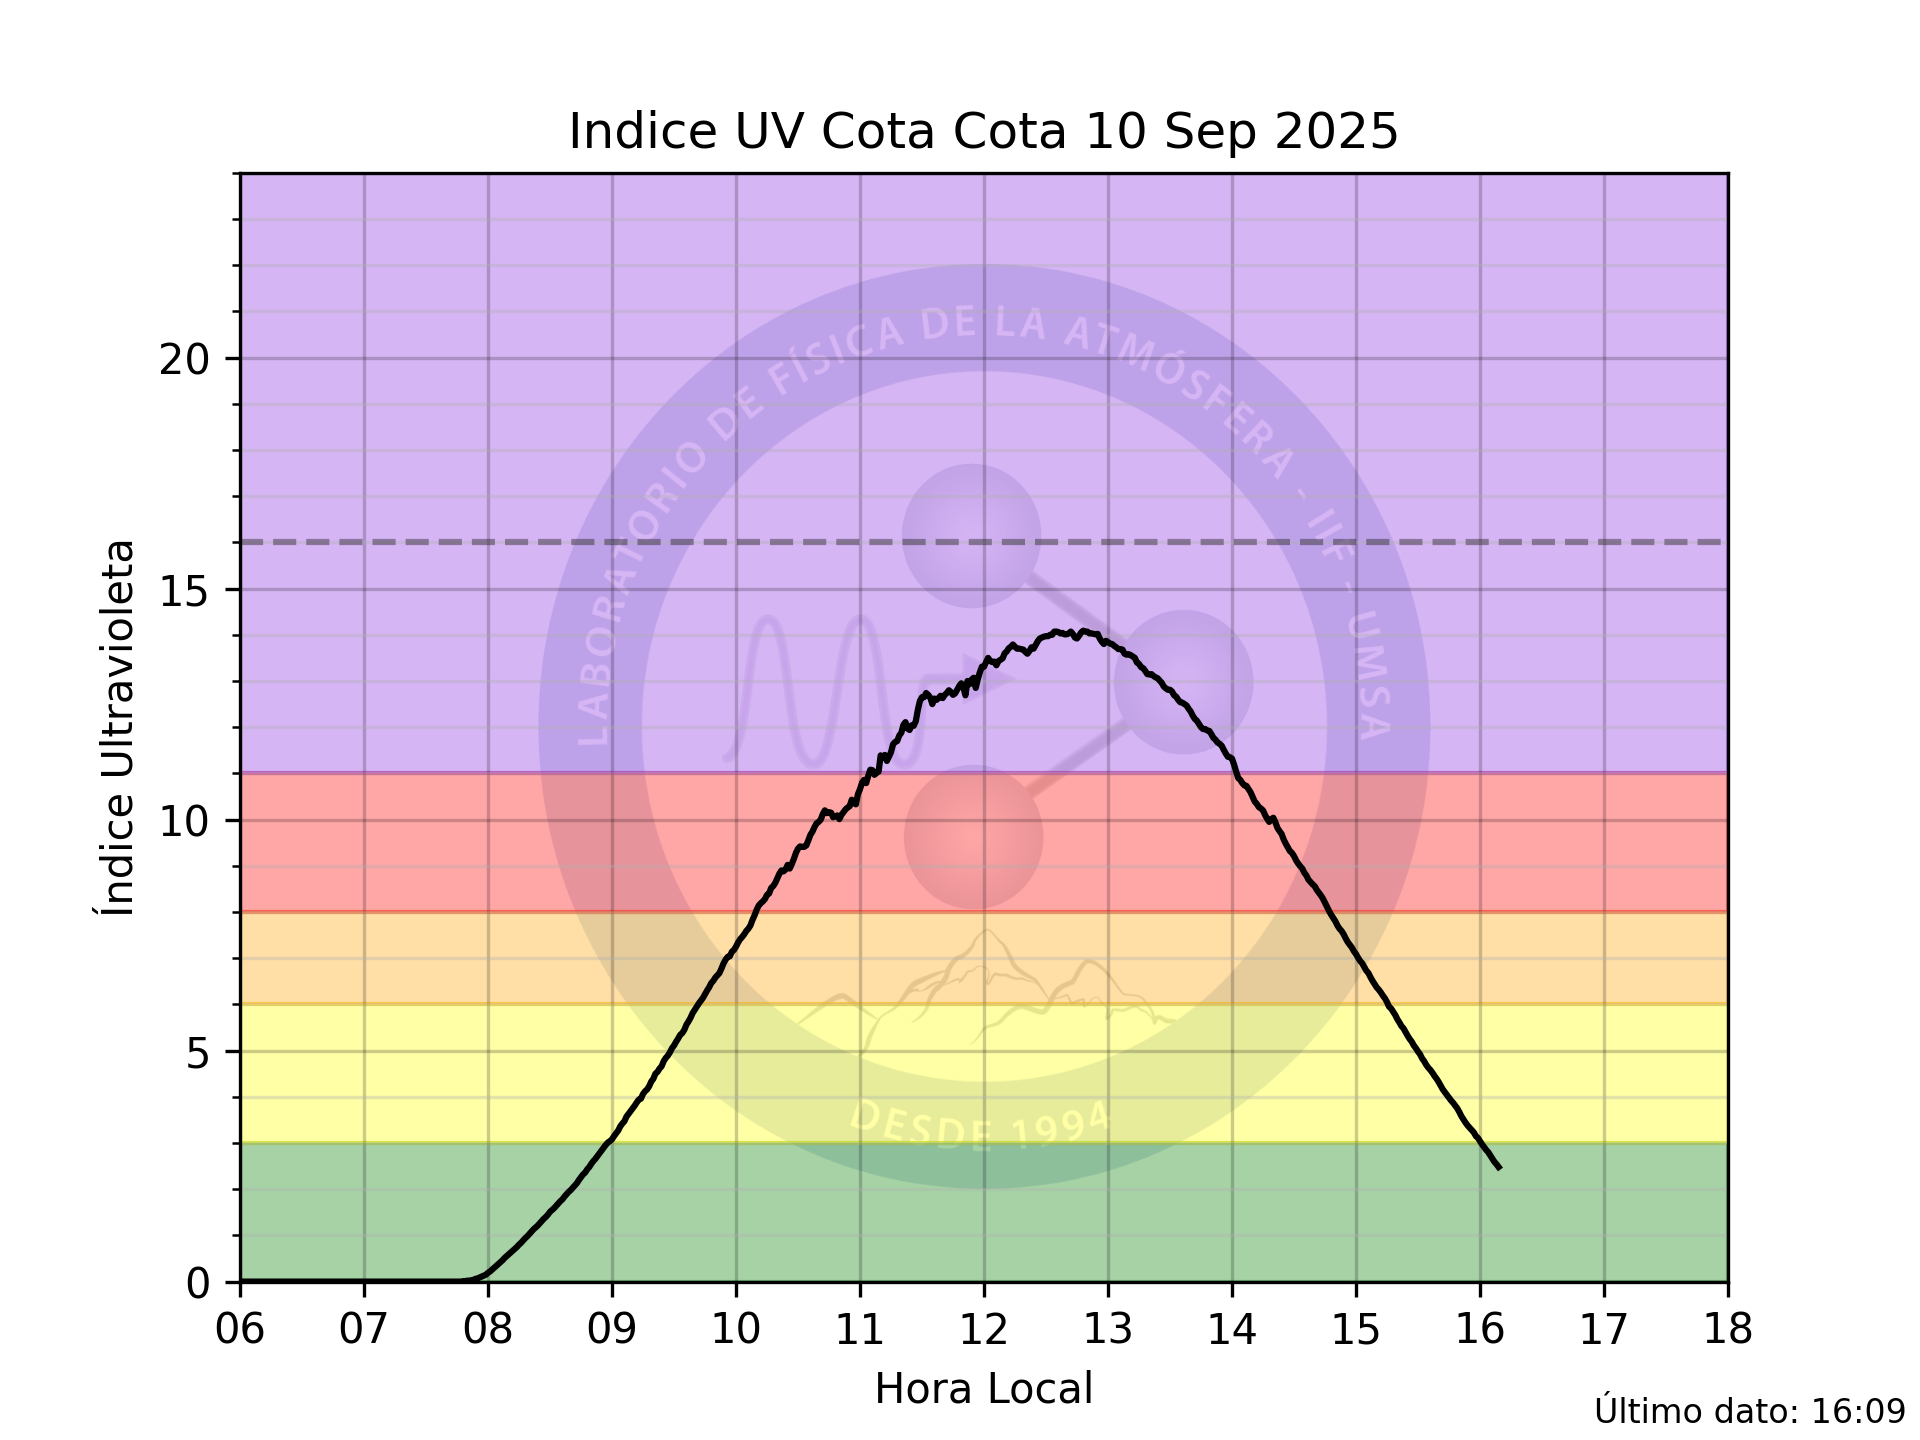 Indice UV Cota Cota 10 Sep 2025
Índice Ultravioleta
20
15
10
5
0
LABORATORIO DE FÍSICA DE LA ATMÓSFERA - IIF - UMSA
DESDE 1994
06 07 08 09 10 11 12 13 14 15 16 17 18
Hora Local
Último dato: 16:09